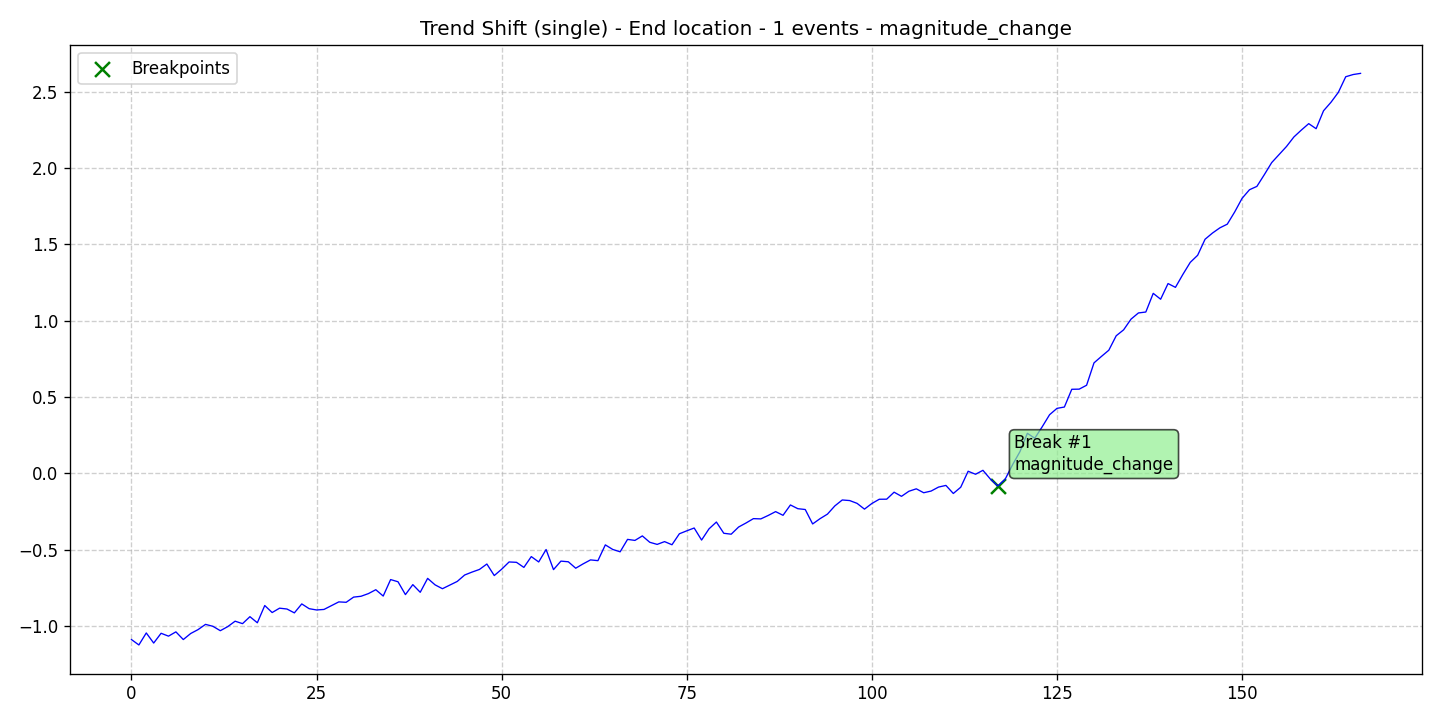 Trend Shift (single) - End location - 1 events - magnitude_change
Breakpoints
2.5
2.0
1.5
1.0
0.5
0.0
−0.5
−1.0
Break #1
magnitude_change
0 25 50 75 100 125 150